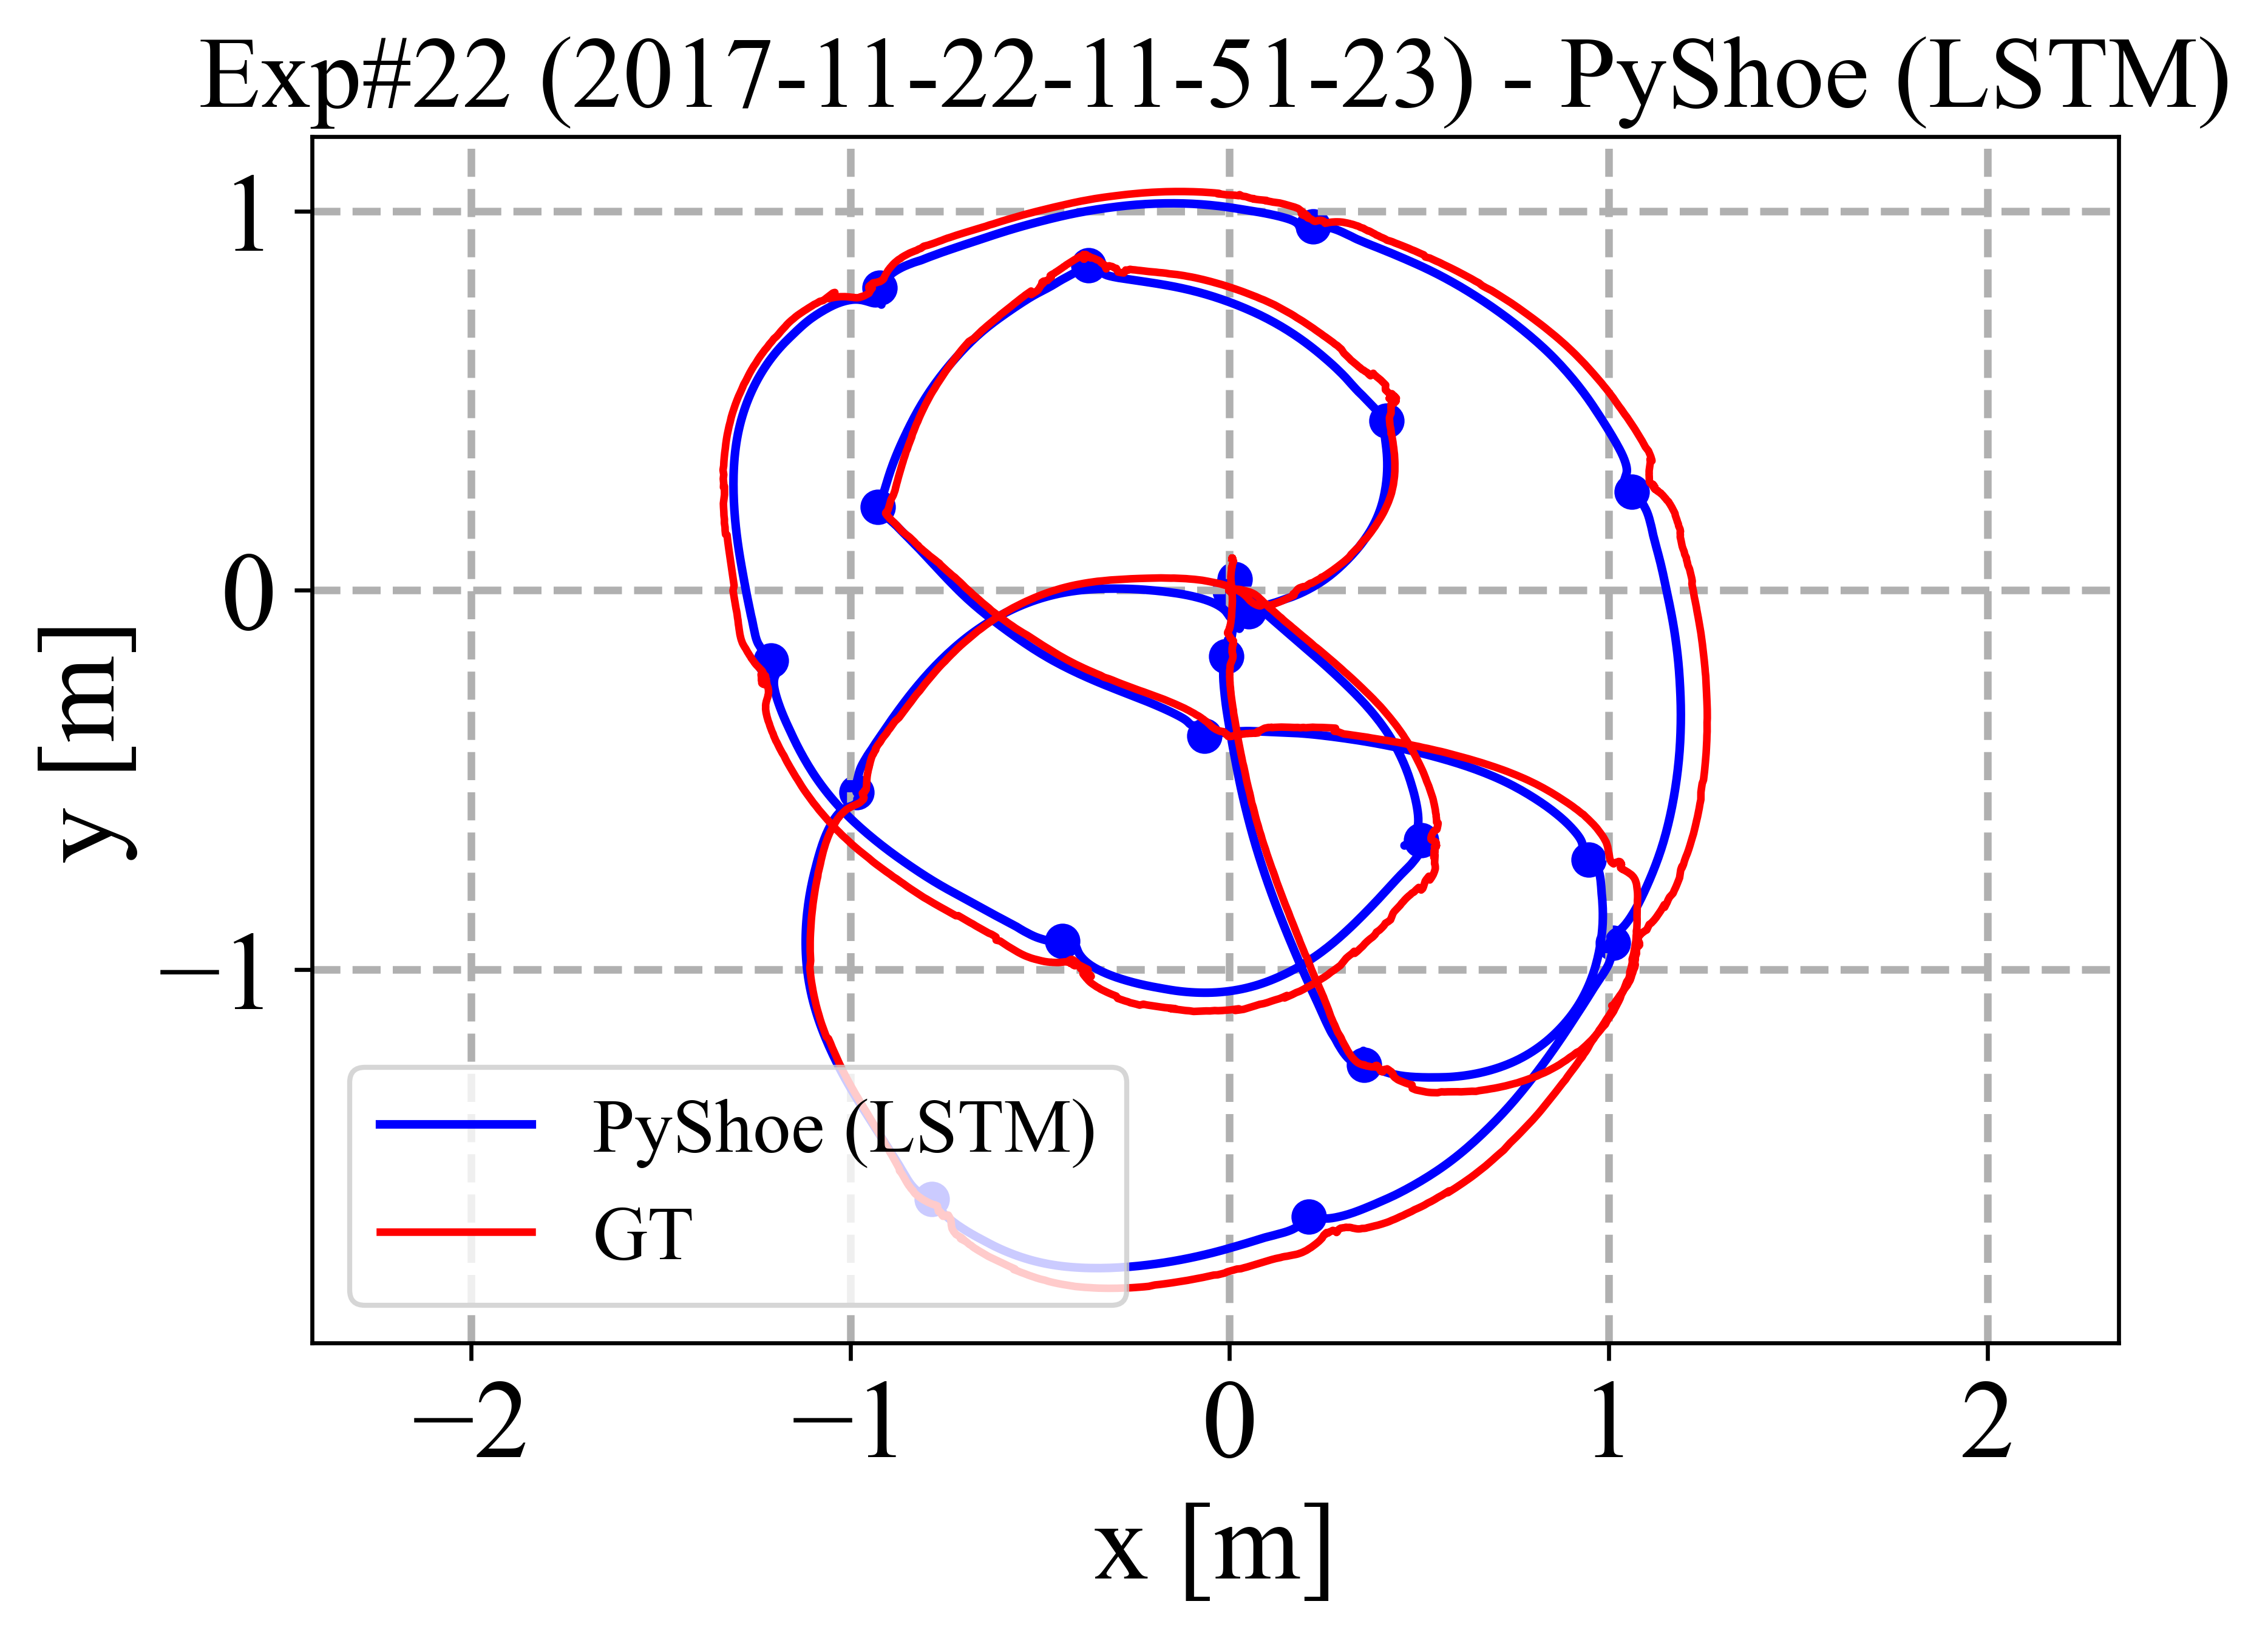 Exp#22 (2017-11-22-11-51-23) - PyShoe (LSTM)
1
0
−1
y [m]
PyShoe (LSTM)
GT
−2 −1 0 1 2
x [m]